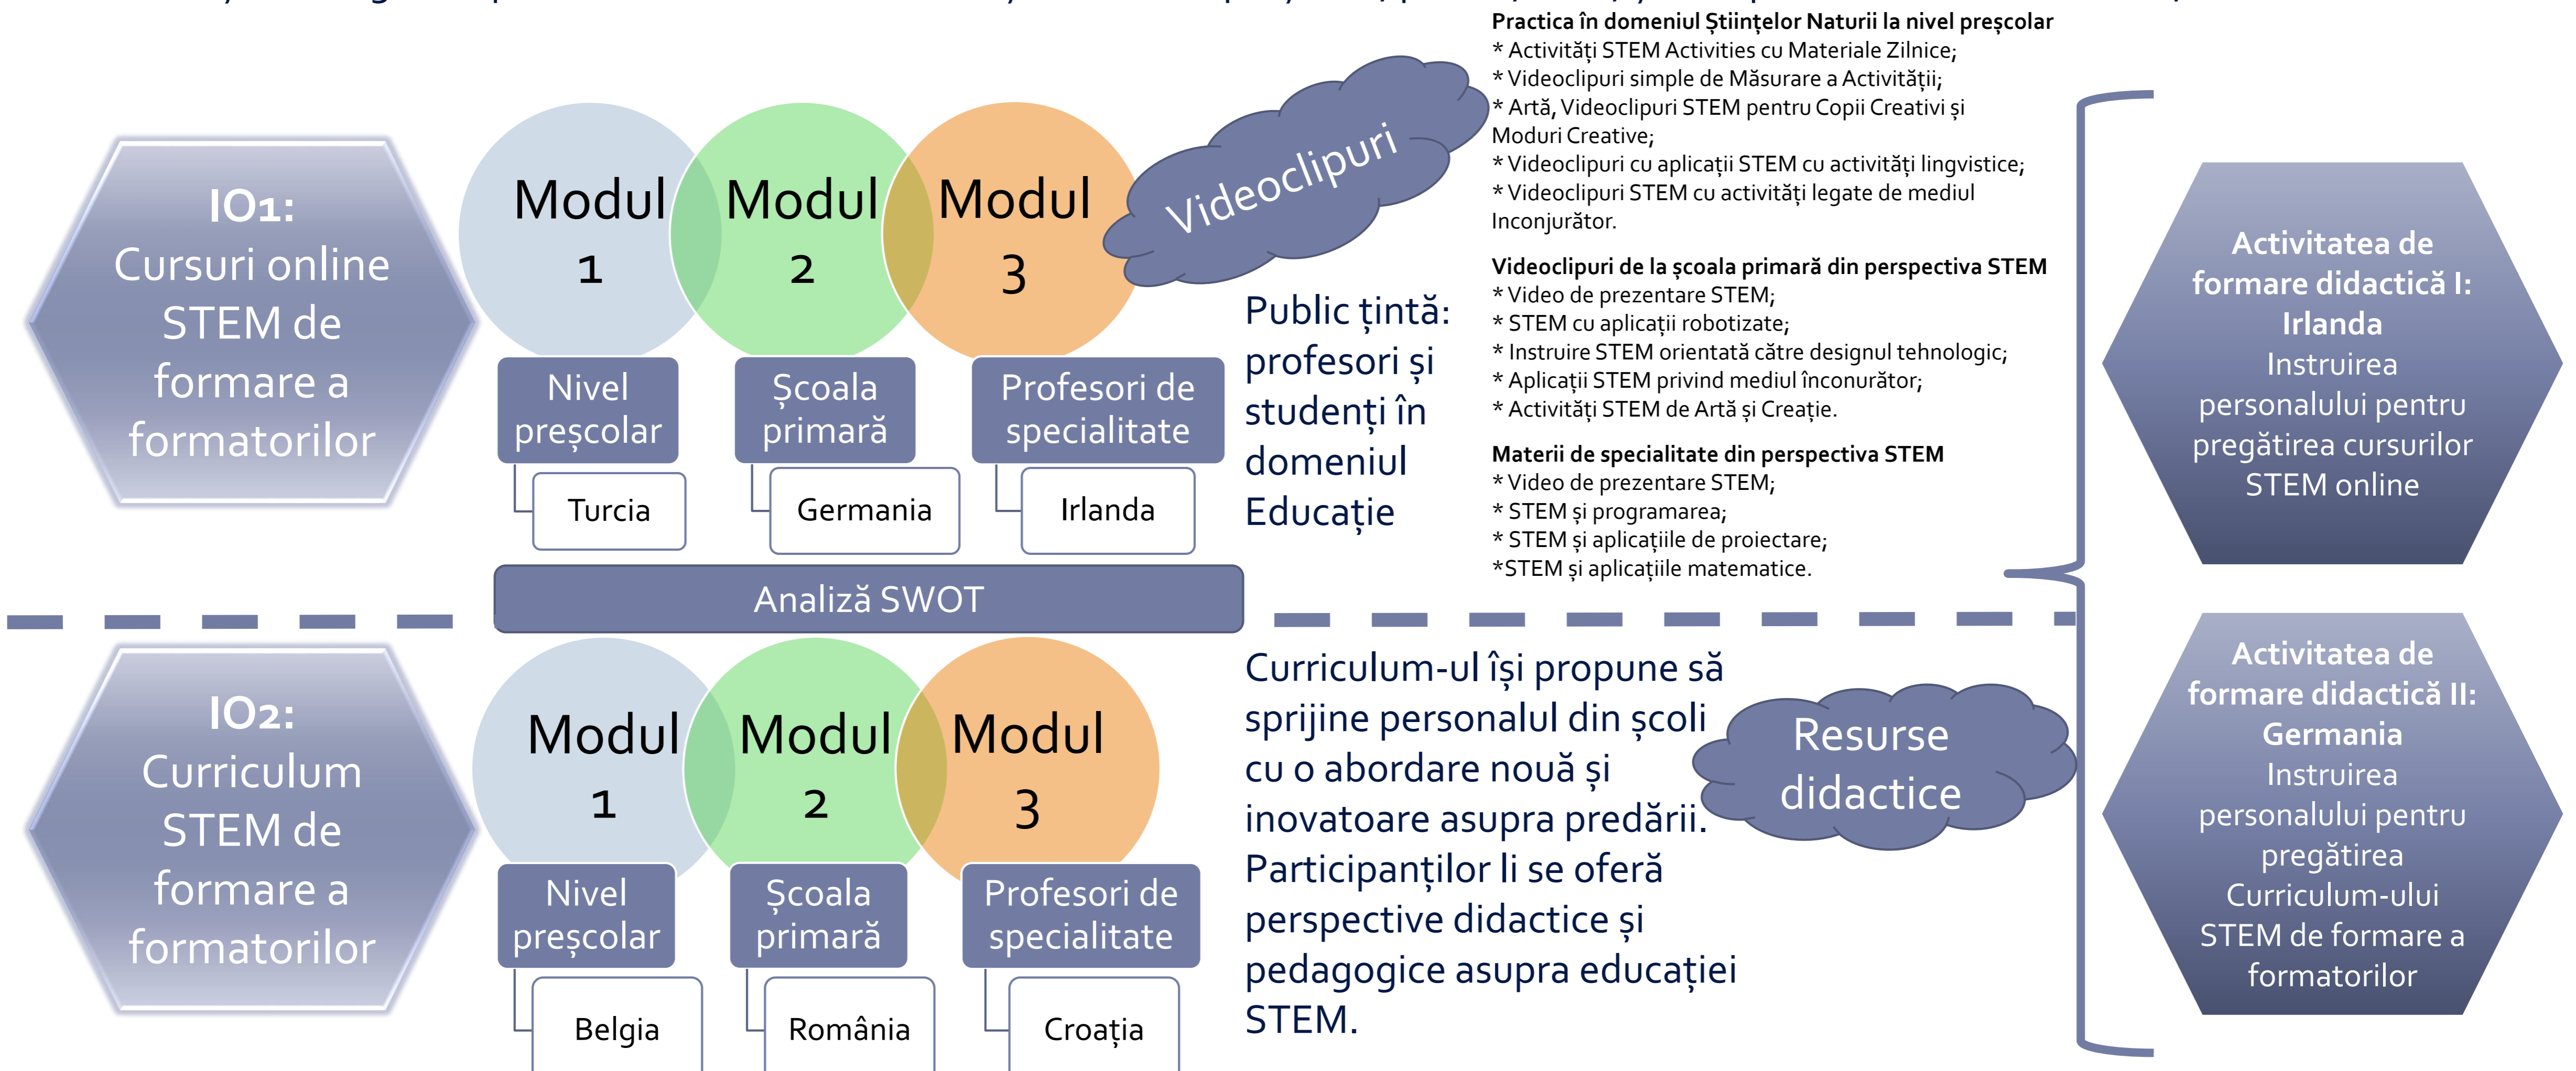 Practica în domeniul Științelor Naturii la nivel preșcolar
* Activități STEM Activities cu Materiale Zilnice;
* Videoclipuri simple de Măsurare a Activității;
* Artă, Videoclipuri STEM pentru Copii Creativi și
Moduri Creative;
* Videoclipuri cu aplicații STEM cu activități lingvistice;
* Videoclipuri STEM cu activități legate de mediul
Inconjurător.
Videoclipuri de la școala primară din perspectiva STEM
* Video de prezentare STEM;
* STEM cu aplicații robotizate;
* Instruire STEM orientată către designul tehnologic;
* Aplicații STEM privind mediul înconurător;
* Activități STEM de Artă și Creație.
Materii de specialitate din perspectiva STEM
* Video de prezentare STEM;
* STEM și programarea;
* STEM și aplicațiile de proiectare;
*STEM și aplicațiile matematice.
IO1:
Cursuri online
STEM de
formare a
formatorilor
Modul
1
Modul
2
Modul
3
Videoclipuri
Nivel
preșcolar
Școala
primară
Profesori de
specialitate
Turcia
Germania
Irlanda
Public țintă:
profesori și
studenți în
domeniul
Educație
Activitatea de
formare didactică I:
Irlanda
Instruirea
personalului pentru
pregătirea cursurilor
STEM online
Analiză SWOT
IO2:
Curriculum
STEM de
formare a
formatorilor
Modul
1
Modul
2
Modul
3
Nivel
preșcolar
Școala
primară
Profesori de
specialitate
Belgia
România
Croația
Curriculum-ul își propune să
sprijine personalul din școli
cu o abordare nouă și
inovatoare asupra predării.
Participanților li se oferă
perspective didactice și
pedagogice asupra educației
STEM.
Resurse
didactice
Activitatea de
formare didactică II:
Germania
Instruirea
personalului pentru
pregătirea
Curriculum-ului
STEM de formare a
formatorilor